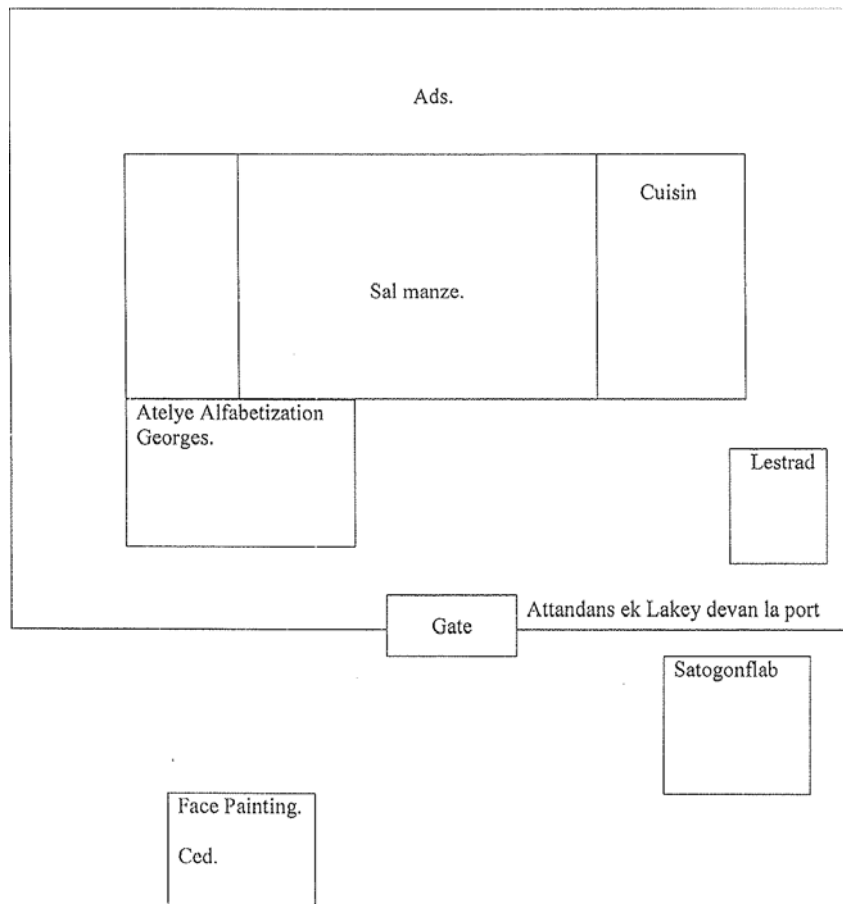 Ads.
Cuisin
Sal manze.
Atelye Alfabetization
Georges.
Lestrad
Attandans ek Lakey devan la port
Gate
Satogonflab
Face Painting.
Ced.